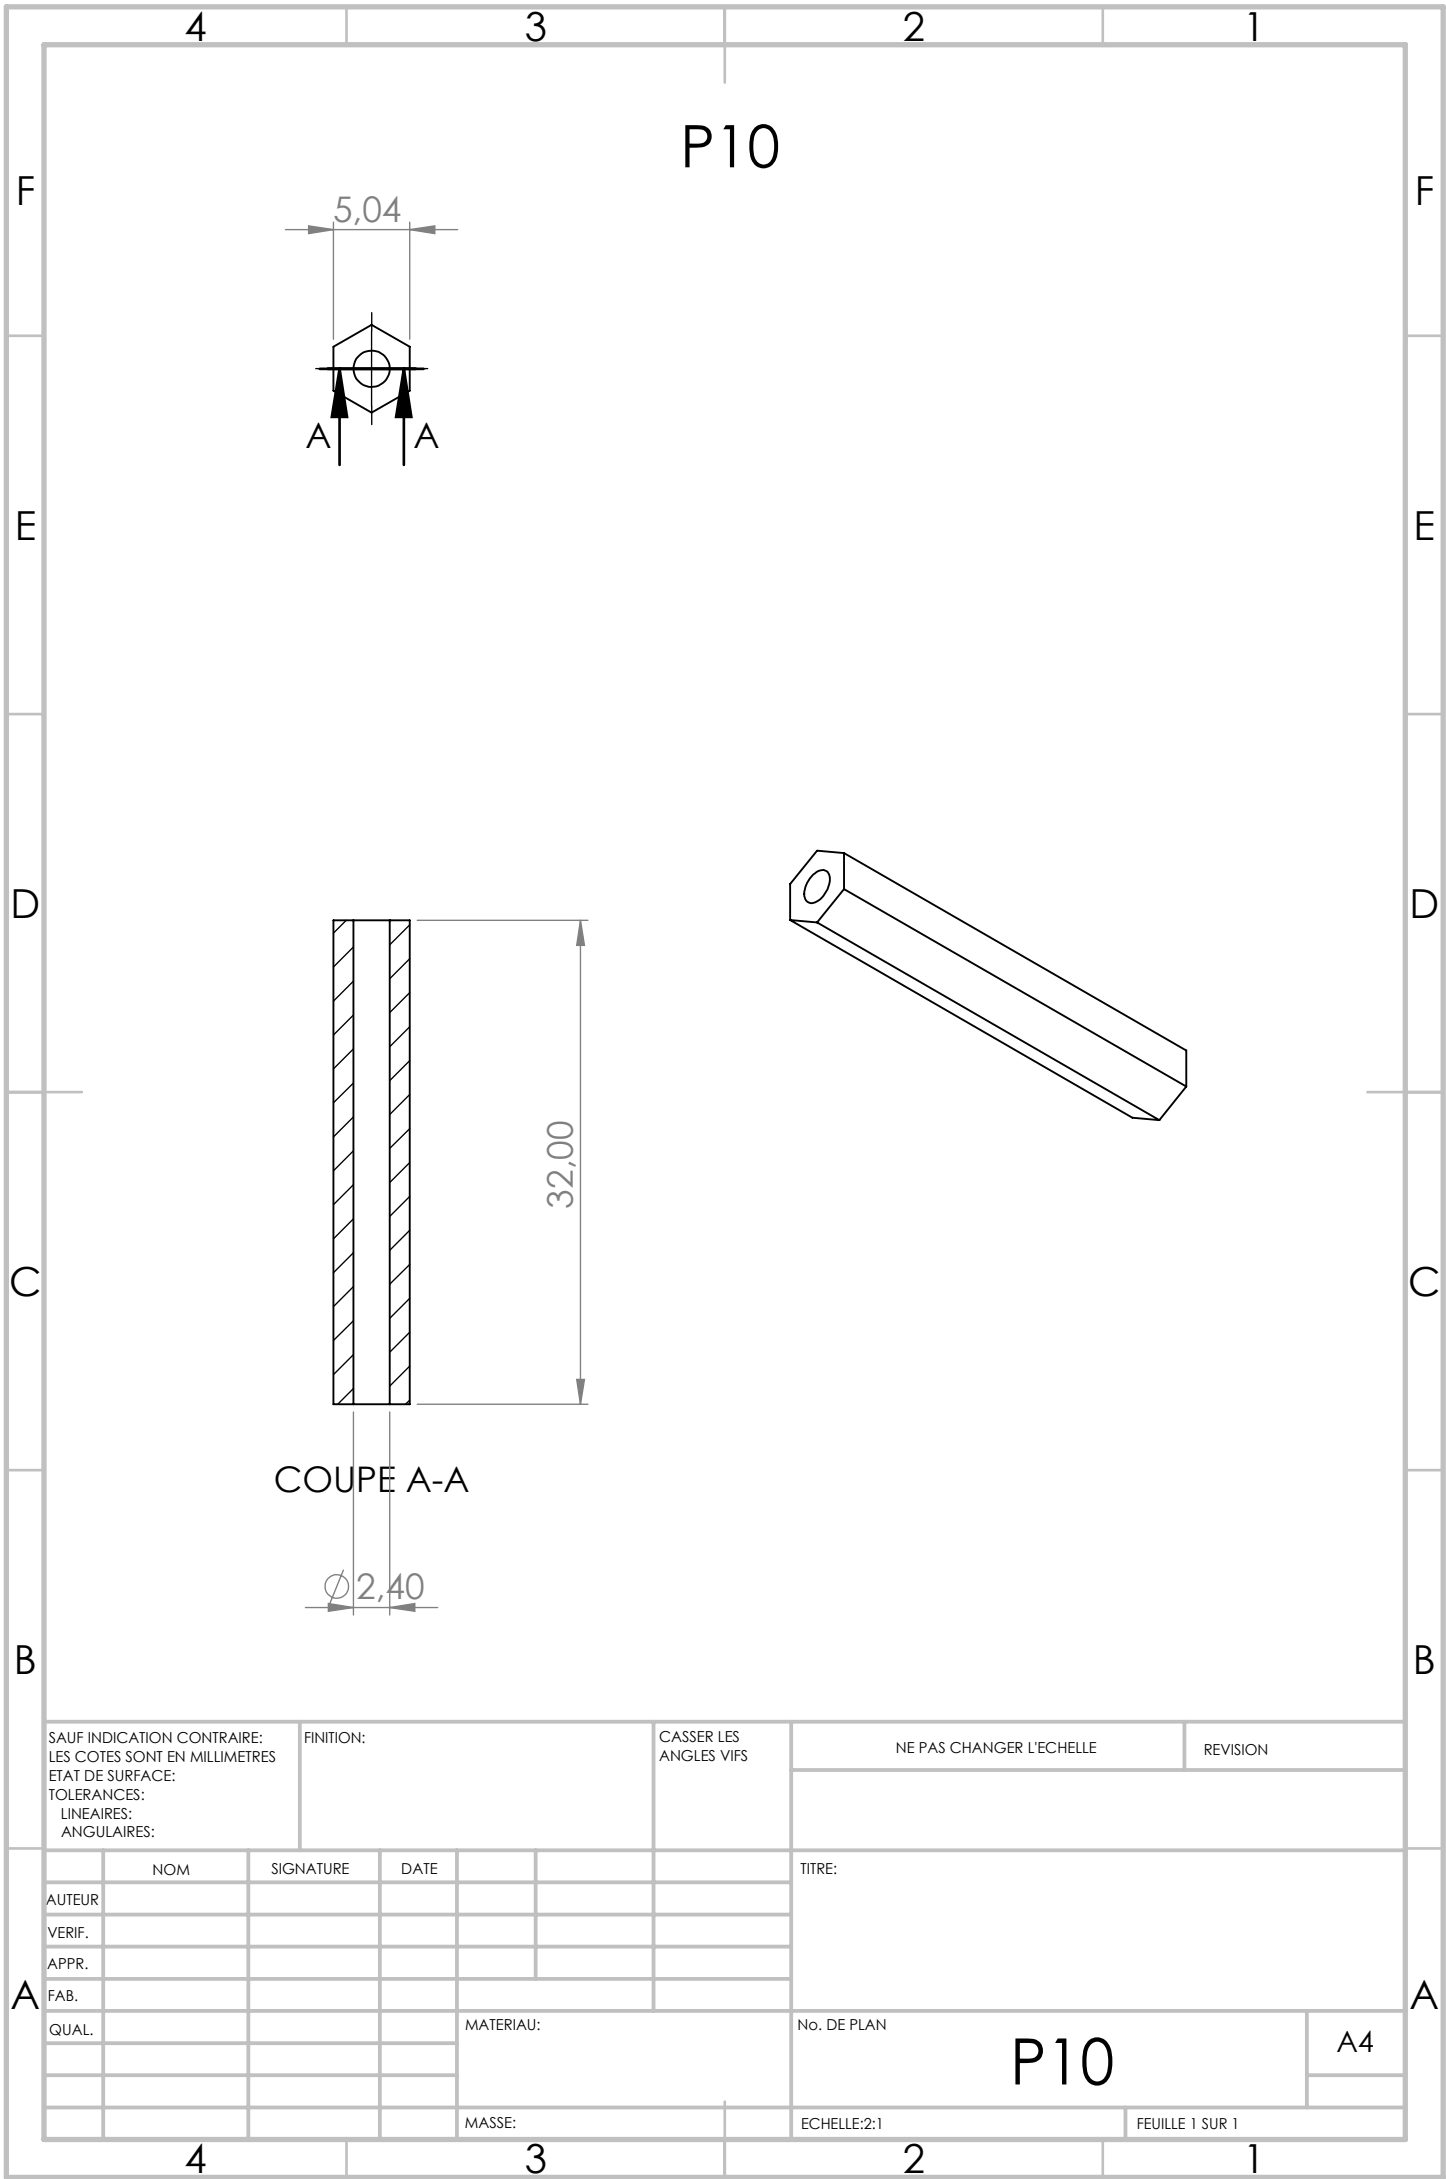 4 3 2 1
P10
F F
5,04
A A
E E
D D
32,00
C C
COUPE A-A
⌀2,40
B B
SAUF INDICATION CONTRAIRE:
LES COTES SONT EN MILLIMETRES
ETAT DE SURFACE:
TOLERANCES:
LINEAIRES:
ANGULAIRES:
FINITION:
CASSER LES
ANGLES VIFS
NE PAS CHANGER L'ECHELLE
REVISION
NOM SIGNATURE DATE
TITRE:
AUTEUR
VERIF.
APPR.
FAB.
A A
QUAL.
MATERIAU:
No. DE PLAN
P10
A4
MASSE:
ECHELLE:2:1
FEUILLE 1 SUR 1
4 3 2 1